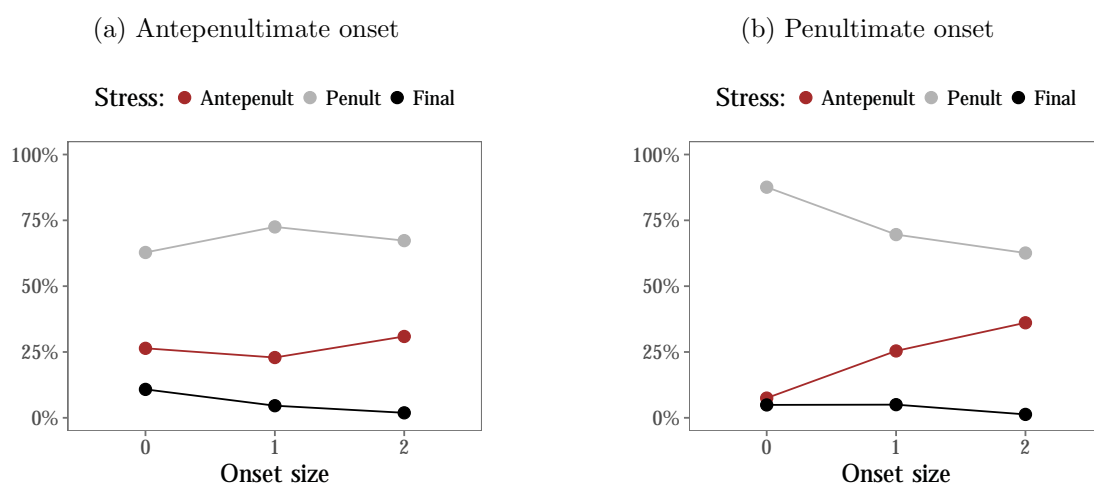 (a) Antepenultimate onset
Stress: Antepenult Penult Final
100%
75%
50%
25%
0%
0 1 2
Onset size
(b) Penultimate onset
Stress: Antepenult Penult Final
100%
75%
50%
25%
0%
0 1 2
Onset size